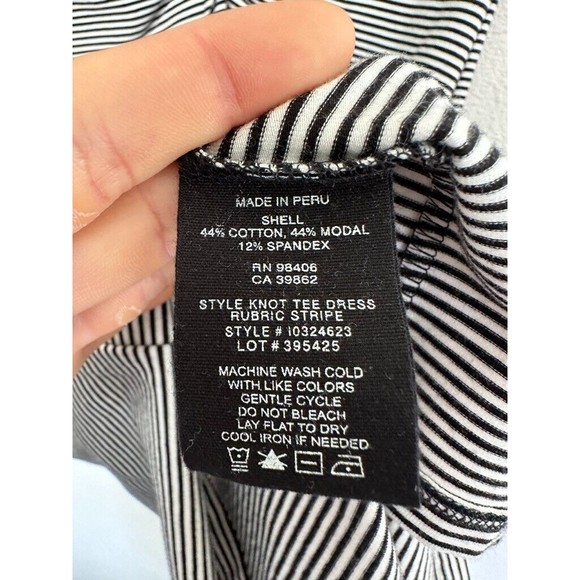 MADE IN PERU
SHELL
44% COTTON, 44% MODAL
12% SPANDEX
RN 98406
CA 39862
STYLE KNOT TEE DRESS
RUBRIC STRIPE
STYLE # 10324623
LOT # 395425
MACHINE WASH COLD
WITH LIKE COLORS
GENTLE CYCLE
DO NOT BLEACH
LAY FLAT TO DRY
COOL IRON IF NEEDED